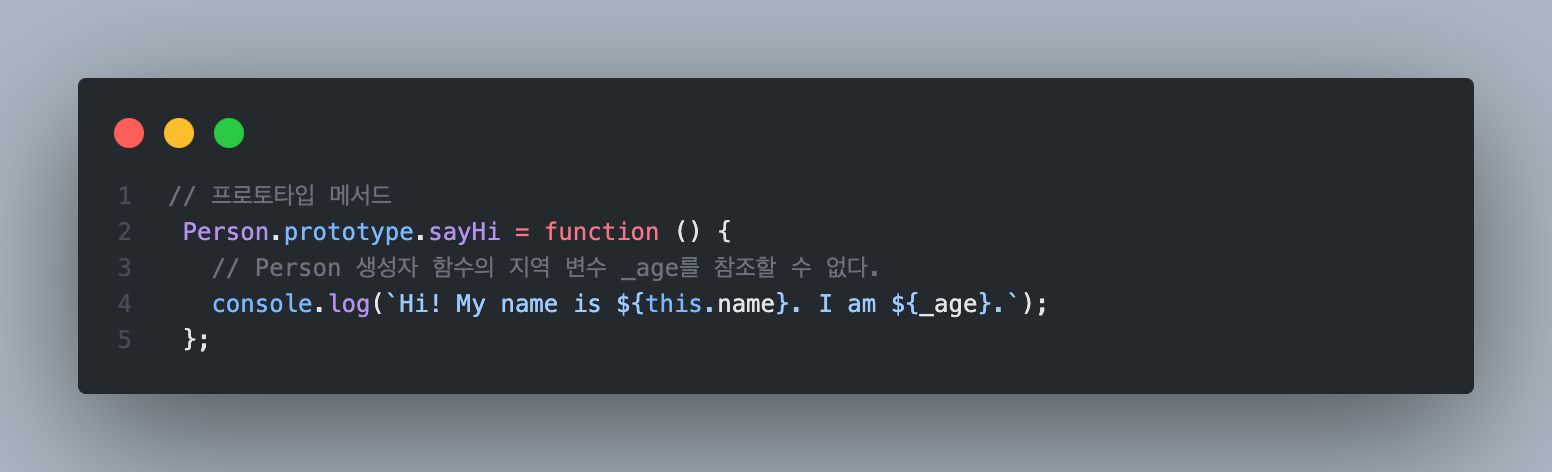 1 // 프로토타입 메서드
2 Person.prototype.sayHi = function () {
3 // Person 생성자 함수의 지역 변수 _age를 참조할 수 없다.
4 console.log(`Hi! My name is ${this.name}. I am ${_age}.`);
5 };